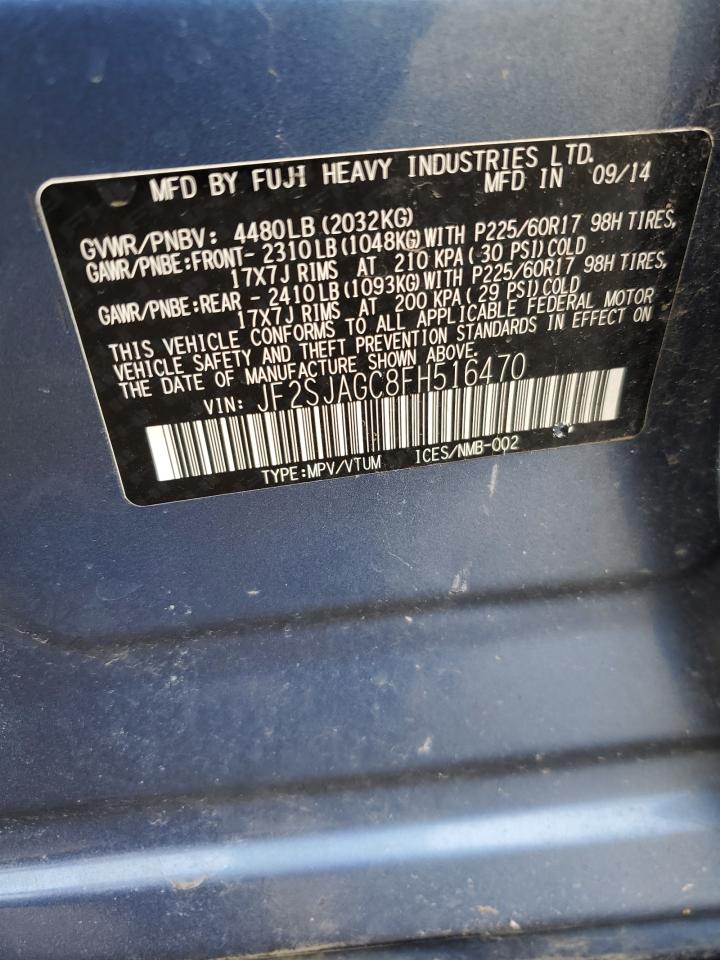 MFD BY FUJI HEAVY INDUSTRIES LTD.
MFD IN 09/14
GVWR/PNBV: 4480LB(2032KG)
GAWR/PNBE:FRONT- 2310LB(1048KG)WITH P225/60R17 98H TIRES,
17X7J RIMS AT 210 KPA(30 PSI)COLD
GAWR/PNBE:REAR - 2410LB(1093KG)WITH P225/60R17 98H TIRES,
17X7J RIMS AT 200 KPA(29 PSI)COLD
THIS VEHICLE CONFORMS TO ALL APPLICABLE FEDERAL MOTOR
VEHICLE SAFETY AND THEFT PREVENTION STANDARDS IN EFFECT ON
THE DATE OF MANUFACTURE SHOWN ABOVE.
VIN: JF2SJAGC8FH516470
TYPE:MPV/VTUM ICES/NMB-002